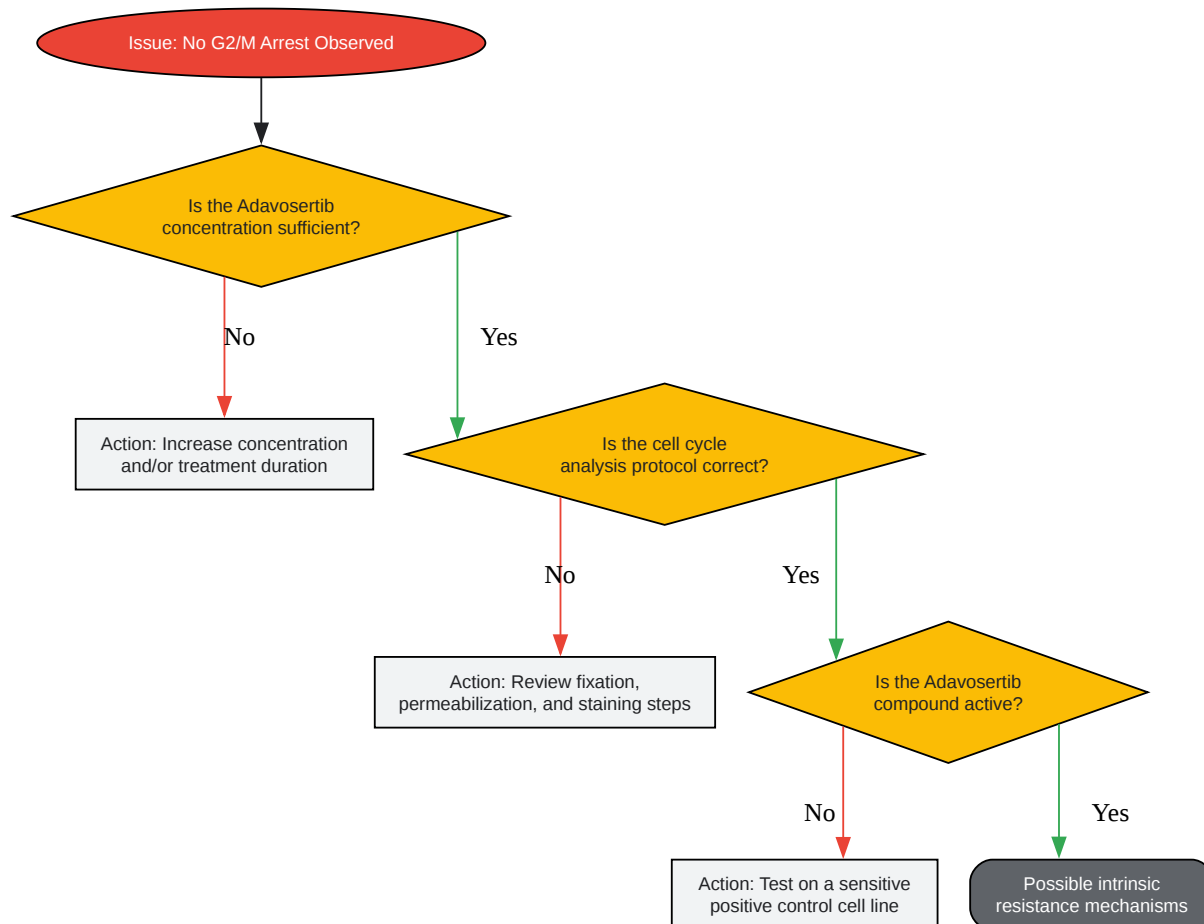 Issue: No G2/M Arrest Observed
Is the Adavosertib
concentration sufficient?
No
Yes
Action: Increase concentration
and/or treatment duration
Is the cell cycle
analysis protocol correct?
No
Yes
Action: Review fixation,
permeabilization, and staining steps
Is the Adavosertib
compound active?
No
Yes
Action: Test on a sensitive
positive control cell line
Possible intrinsic
resistance mechanisms